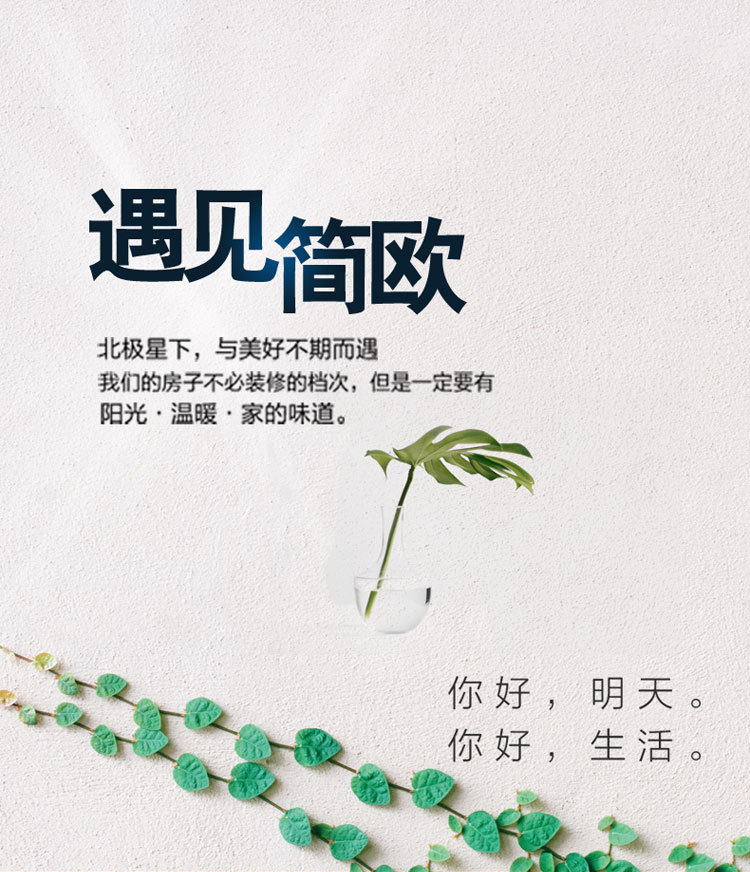 遇见简欧
北极星下，与美好不期而遇
我们的房子不必装修的档次，但是一定要有
阳光·温暖·家的味道。
你好，明天。
你好，生活。